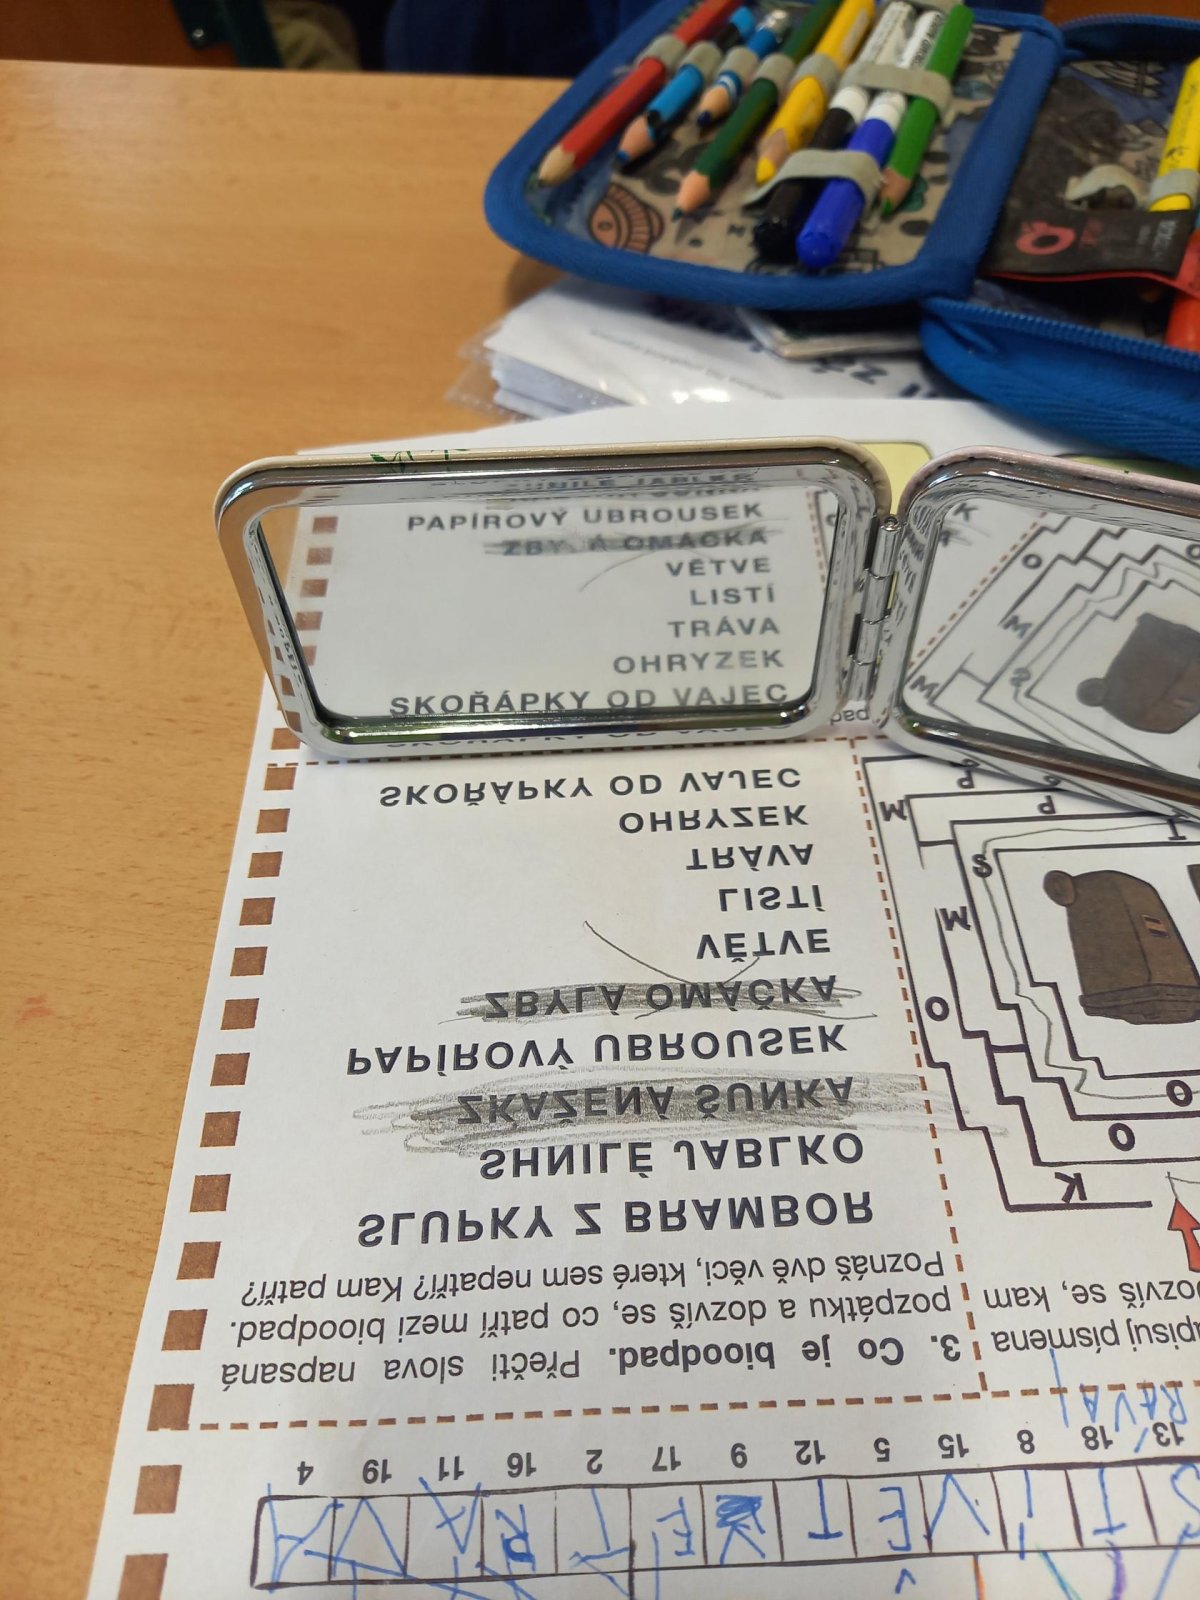 PAPÍROVÝ UBROUSEK
ZBYLÁ OMÁČKA
VĚTVE
LISTÍ
TRÁVA
OHRYZEK
SKOŘÁPKY OD VAJEC
13 18 8 15 5 12 9 17 2 16 11 19 4
3. Co je bioodpad. Přečti slova napsaná
pozpátku a dozvíš se, co patří mezi bioodpad.
Poznáš dvě věci, které sem nepatří? Kam patří?
SLUPKY Z BRAMBOR
SHNILÉ JABLKO
ZKAŽENÁ ŠUNKA
PAPÍROVÝ UBROUSEK
ZBYLÁ OMÁČKA
VĚTVE
LISTÍ
TRÁVA
OHRYZEK
SKOŘÁPKY OD VAJEC
písmena
se, kam